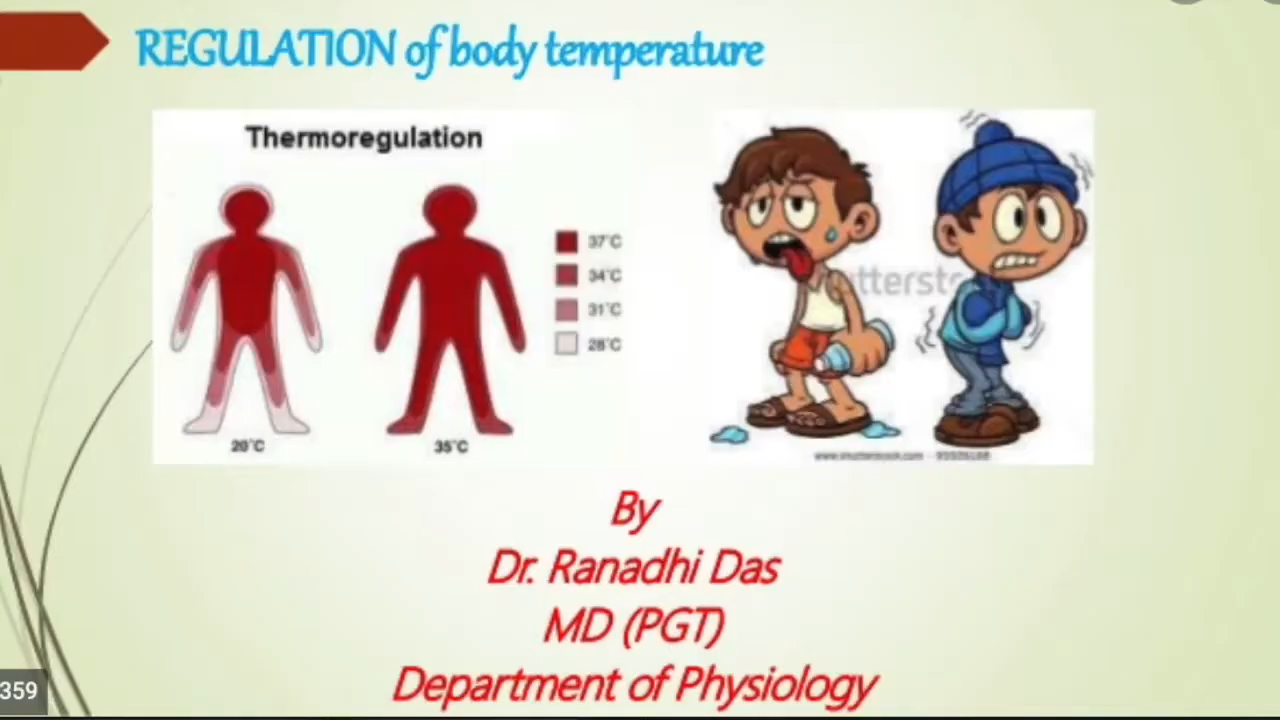 REGULATION of body temperature
Thermoregulation
37°C
34°C
31°C
28°C
20°C
35°C
By
Dr. Ranadhi Das
MD (PGT)
Department of Physiology
359